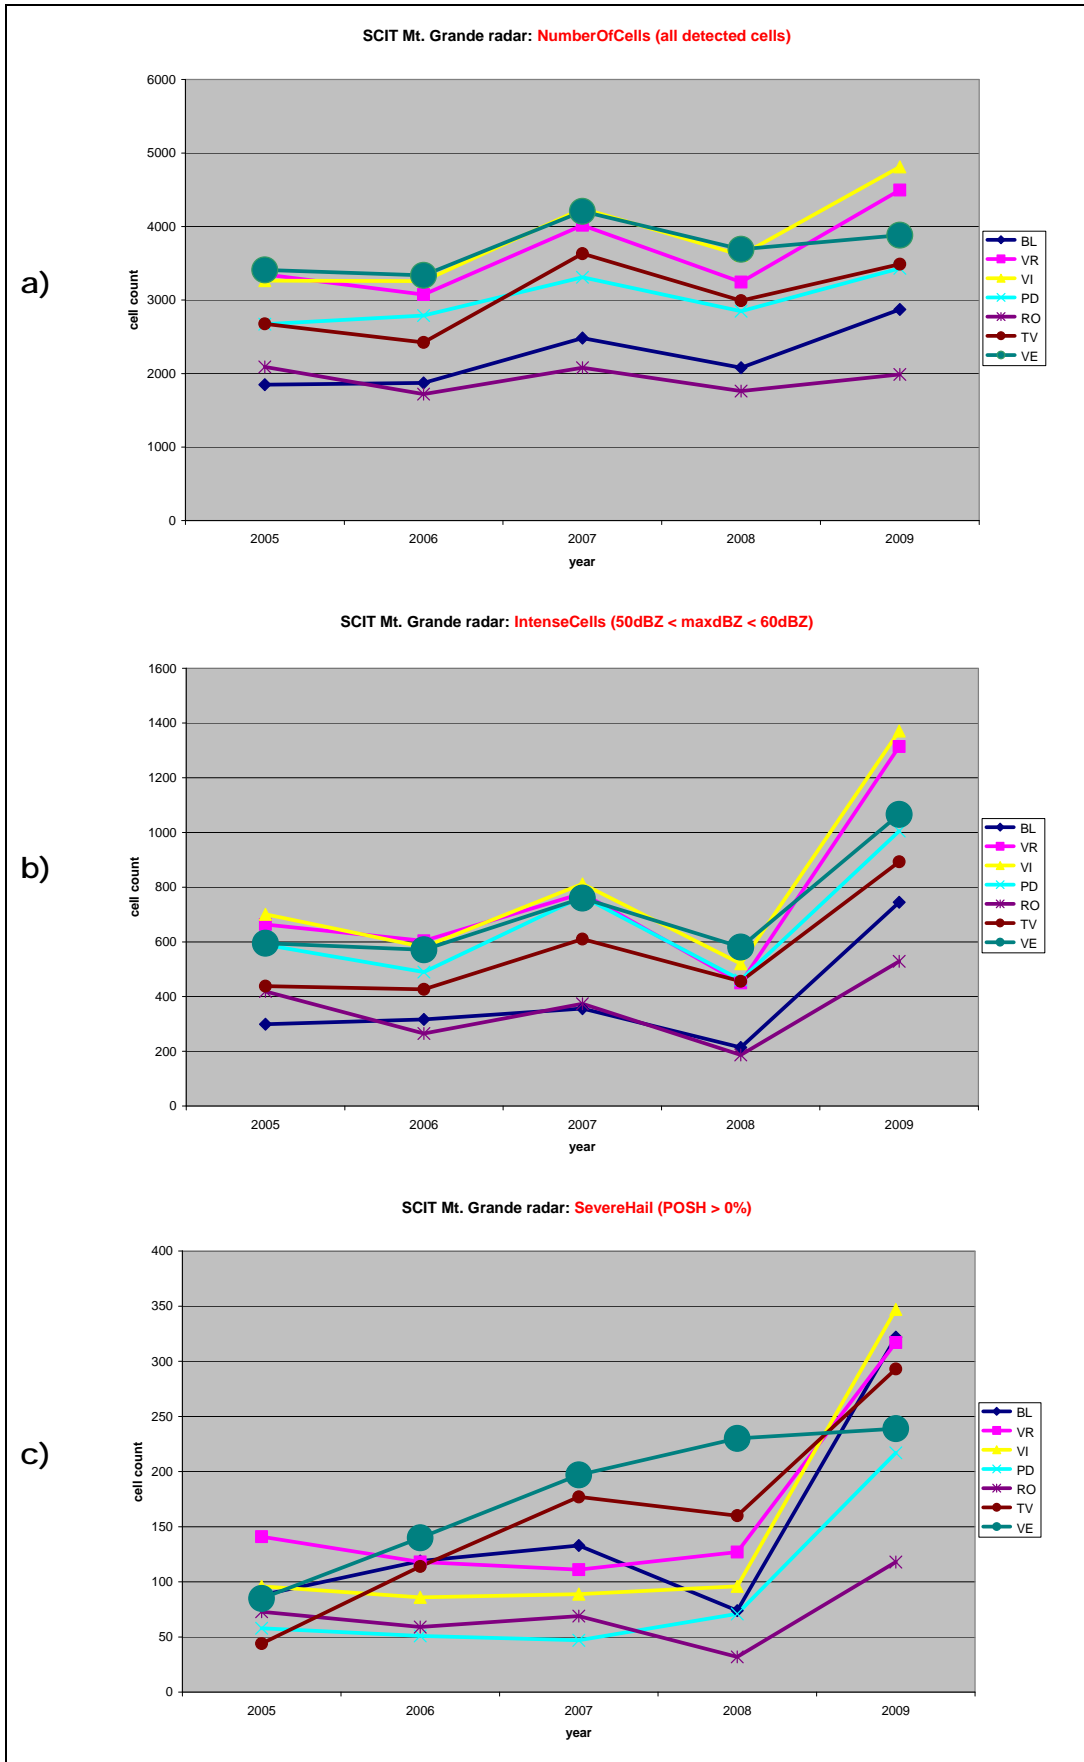 SCIT Mt. Grande radar: NumberOfCells (all detected cells)
a)
cell count
6000
5000
4000
3000
2000
1000
0
2005 2006 2007 2008 2009
year
BL
VR
VI
PD
RO
TV
VE
SCIT Mt. Grande radar: IntenseCells (50dBZ < maxdBZ < 60dBZ)
b)
cell count
1600
1400
1200
1000
800
600
400
200
0
2005 2006 2007 2008 2009
year
BL
VR
VI
PD
RO
TV
VE
SCIT Mt. Grande radar: SevereHail (POSH > 0%)
c)
cell count
400
350
300
250
200
150
100
50
0
2005 2006 2007 2008 2009
year
BL
VR
VI
PD
RO
TV
VE